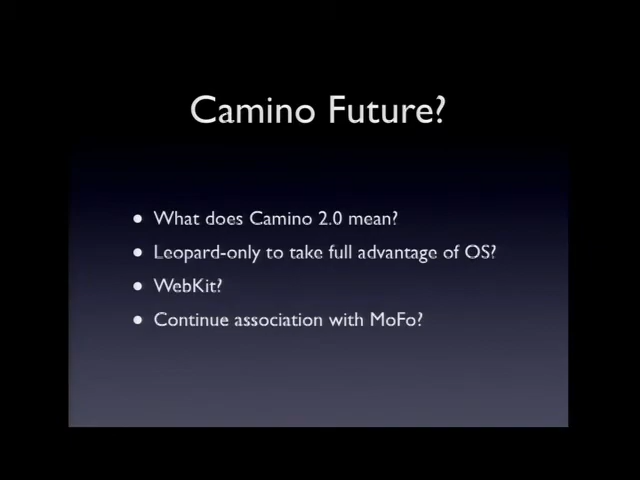 Camino Future?
• What does Camino 2.0 mean?
• Leopard-only to take full advantage of OS?
• WebKit?
• Continue association with MoFo?